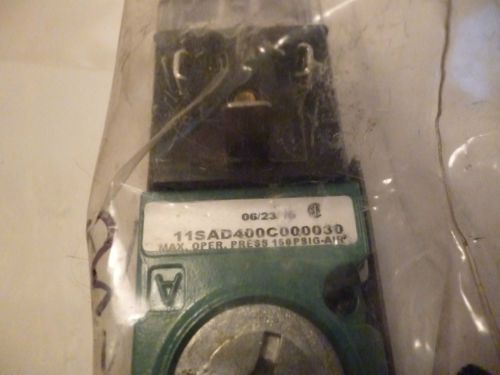 06/23
11SAD400C000030
MAX. OPER. PRESS 150PSIG-AIR
A